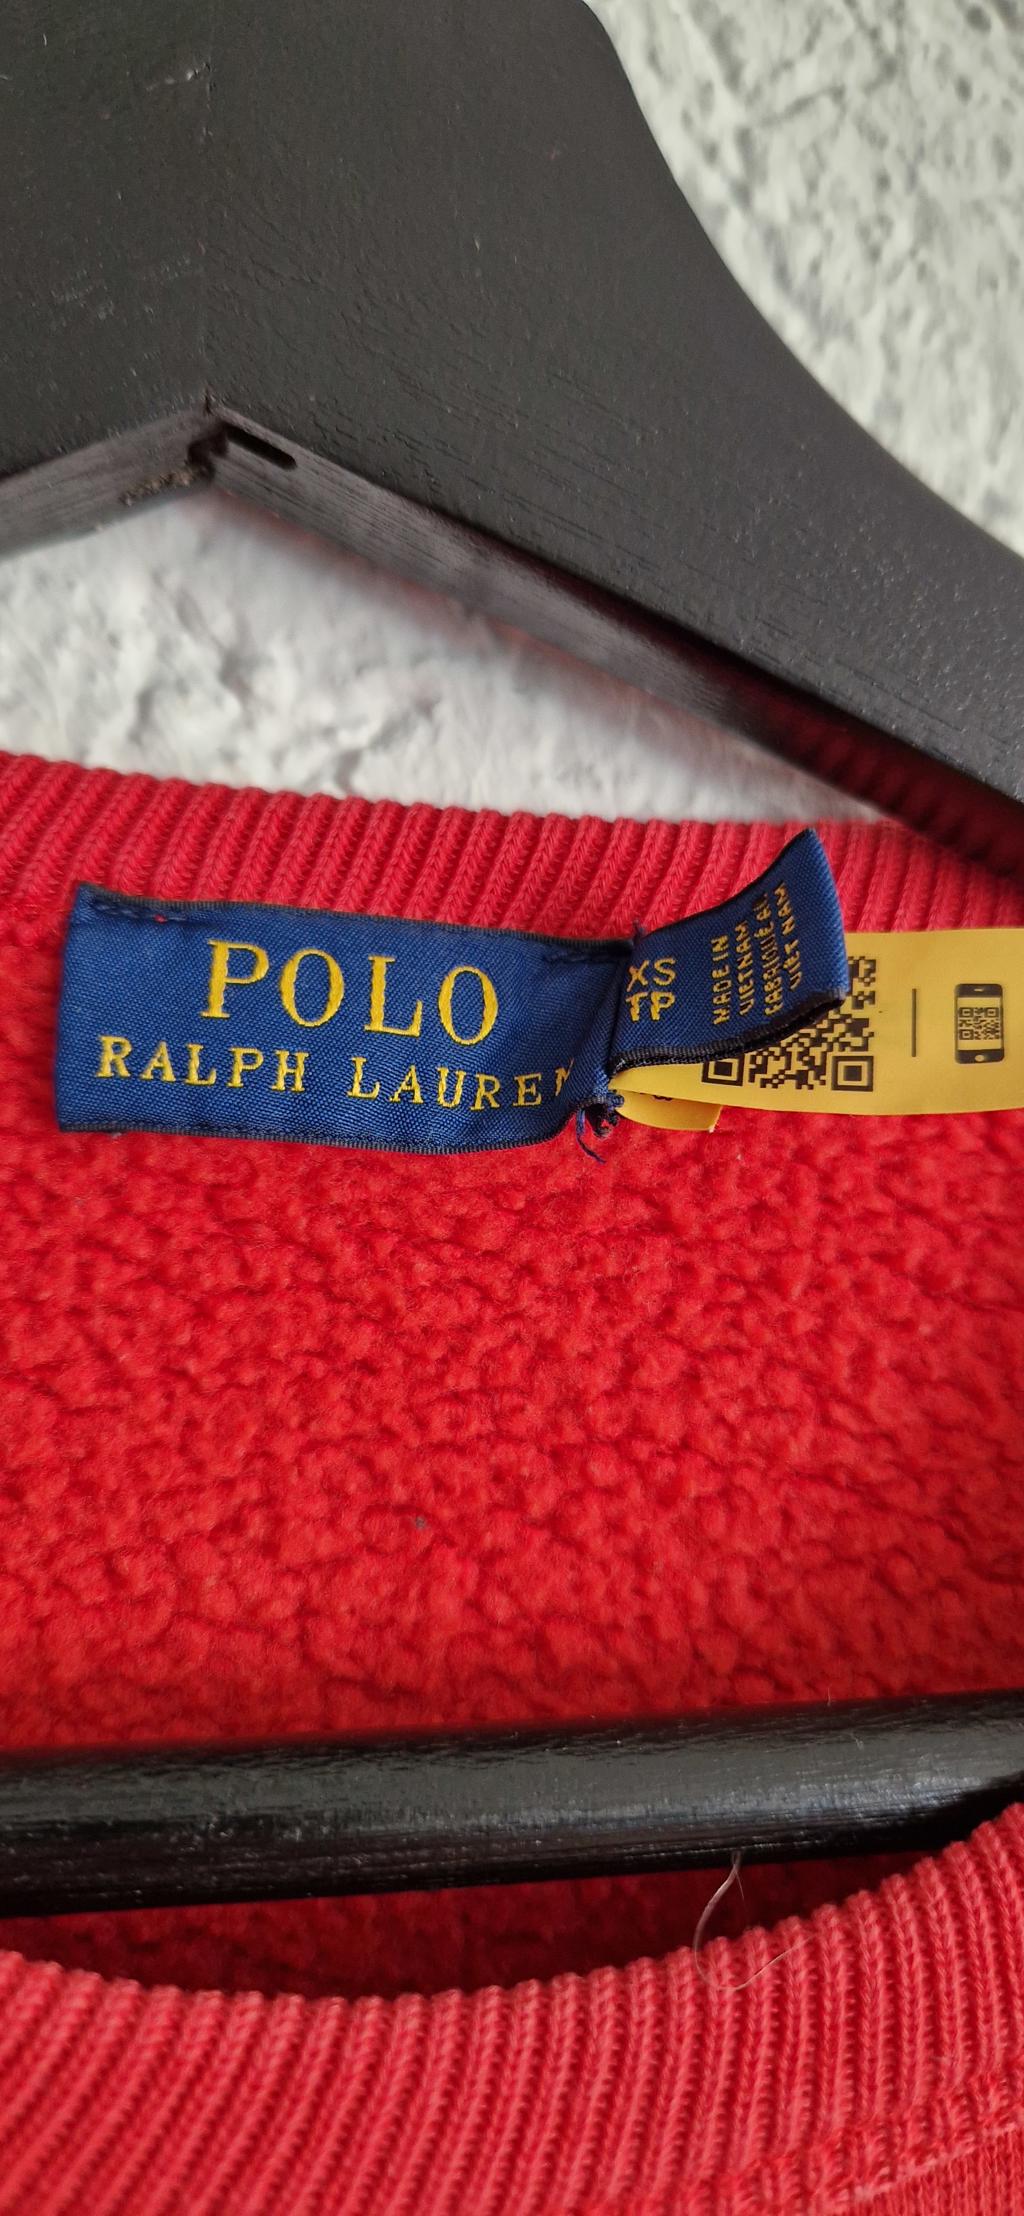 POLO
RALPH LAUREN
XS
TP
MADE IN
VIETNAM
FABRIQUÉ AU
VIET NAM